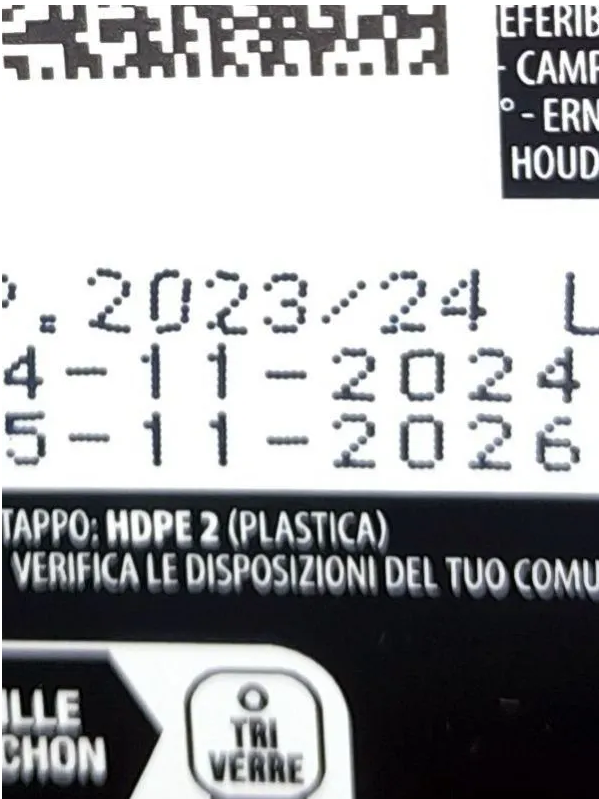 EFERIB
- CAMP
° - ERN
HOUD
P.2023/24 L
4-11-2024
5-11-2026
TAPPO: HDPE 2 (PLASTICA)
VERIFICA LE DISPOSIZIONI DEL TUO COMU
ILLE
CHON
TRI
VERRE